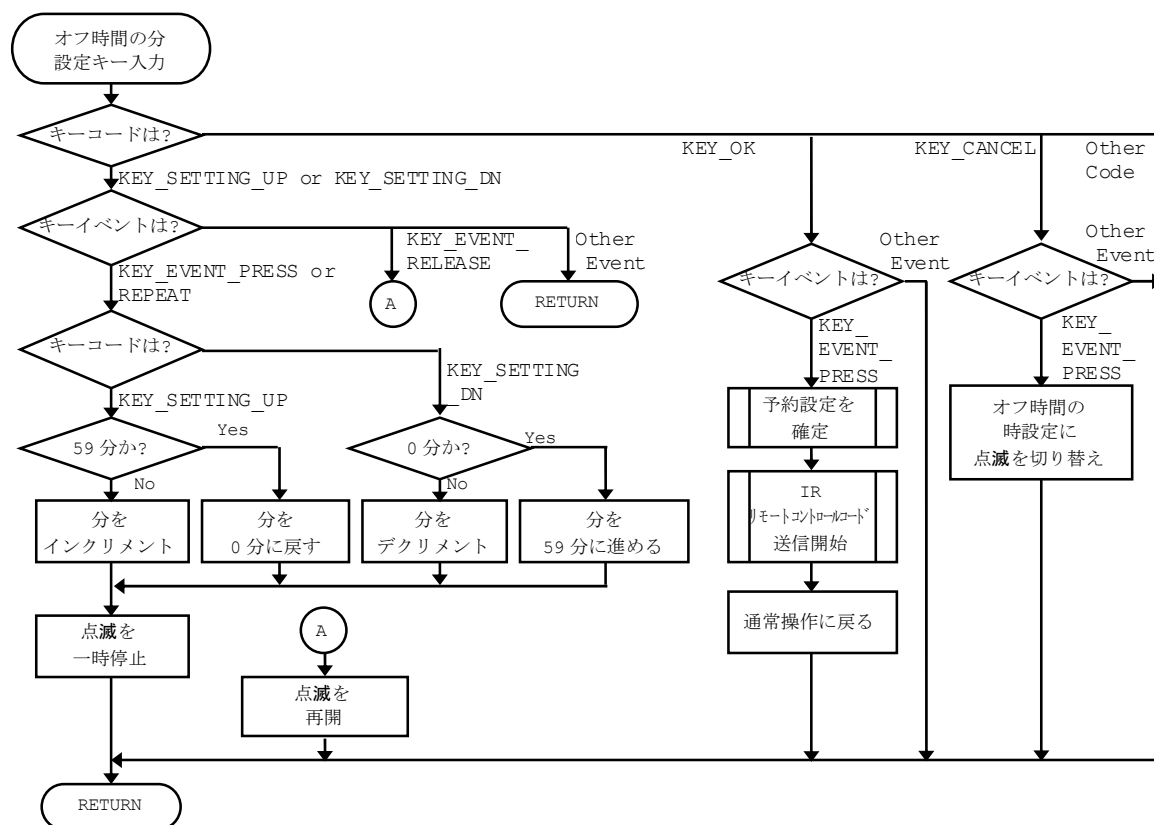 オフ時間の分
設定キー入力
キーコードは?
KEY_OK
KEY_CANCEL
Other
Code
KEY_SETTING_UP or KEY_SETTING_DN
キーイベントは?
KEY_EVENT_
RELEASE
Other
Event
KEY_EVENT_PRESS or
REPEAT
A
RETURN
キーイベントは?
Other
Event
キーイベントは?
Other
Event
キーコードは?
KEY_SETTING
_DN
KEY_SETTING_UP
KEY_
EVENT_
PRESS
KEY_
EVENT_
PRESS
59 分か?
Yes
No
0 分か?
Yes
No
予約設定を
確定
オフ時間の
時設定に
点滅を切り替え
分を
インクリメント
分を
0 分に戻す
分を
デクリメント
分を
59 分に進める
IR
リモートコントロールコード
送信開始
点滅を
一時停止
A
通常操作に戻る
点滅を
再開
RETURN